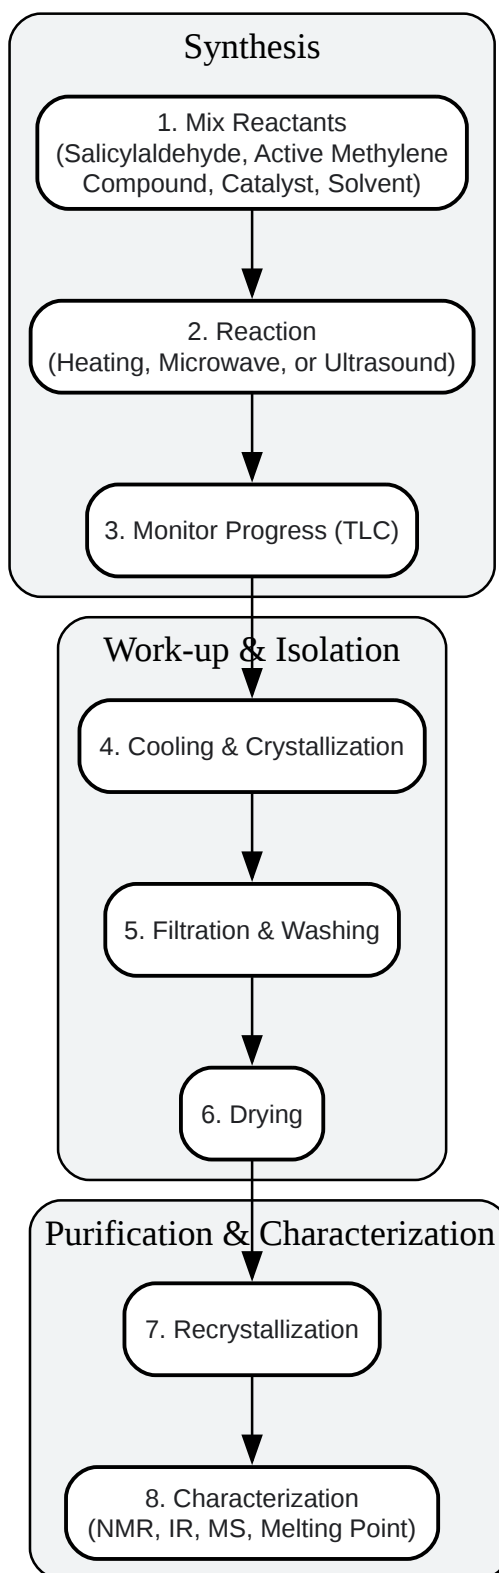 Synthesis
1. Mix Reactants
(Salicylaldehyde, Active Methylene
Compound, Catalyst, Solvent)
2. Reaction
(Heating, Microwave, or Ultrasound)
3. Monitor Progress (TLC)
Work-up & Isolation
4. Cooling & Crystallization
5. Filtration & Washing
6. Drying
Purification & Characterization
7. Recrystallization
8. Characterization
(NMR, IR, MS, Melting Point)